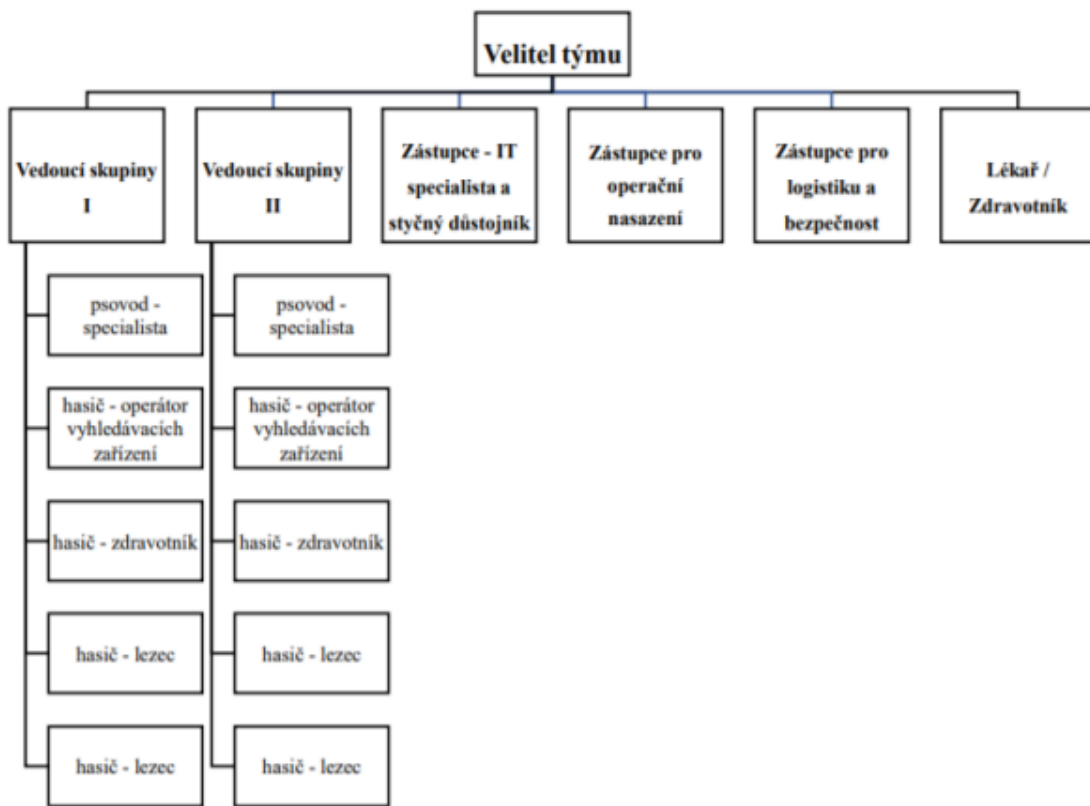 Velitel týmu
Vedoucí skupiny
I
Vedoucí skupiny
II
Zástupce - IT
specialista a
styčný důstojník
Zástupce pro
operační
nasazení
Zástupce pro
logistiku a
bezpečnost
Lékař /
Zdravotník
psovod -
specialista
hasič - operátor
vyhledávacích
zařízení
hasič - zdravotník
hasič - lezec
hasič - lezec
psovod -
specialista
hasič - operátor
vyhledávacích
zařízení
hasič - zdravotník
hasič - lezec
hasič - lezec